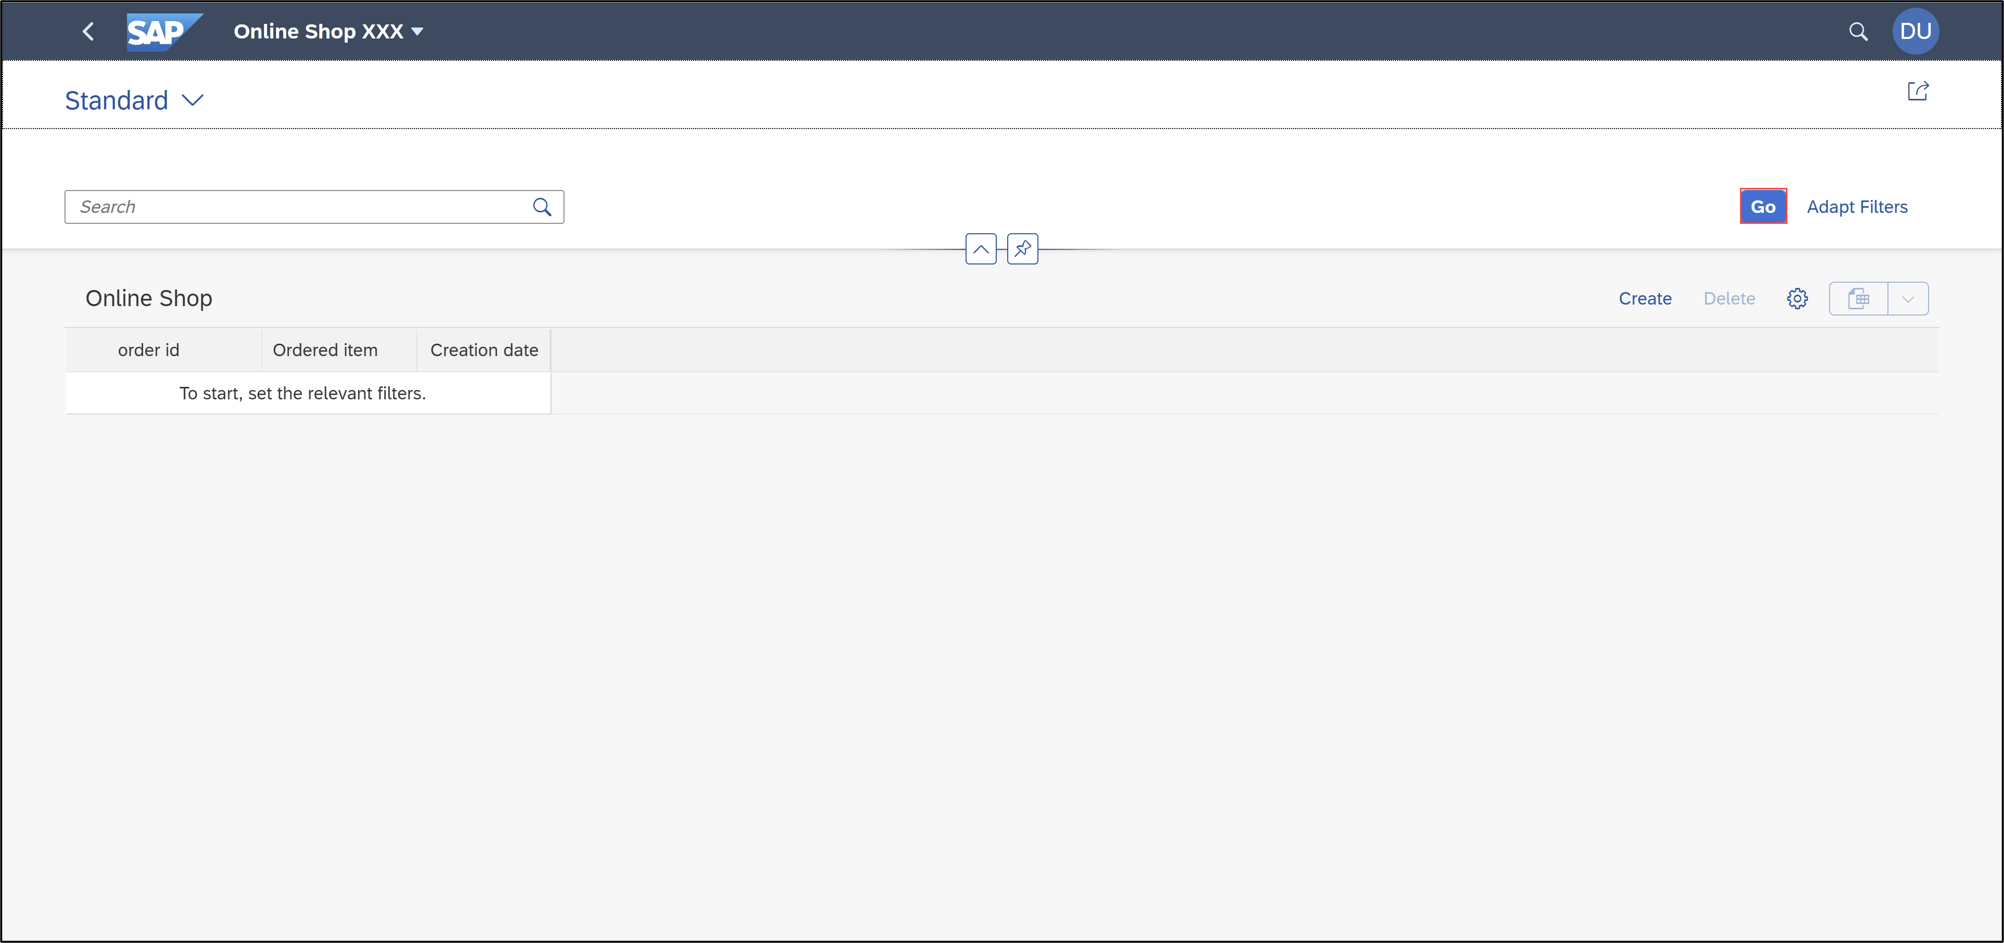 SAP Online Shop XXX DU
Standard
Search Go Adapt Filters
Online Shop Create Delete
order id Ordered item Creation date
To start, set the relevant filters.